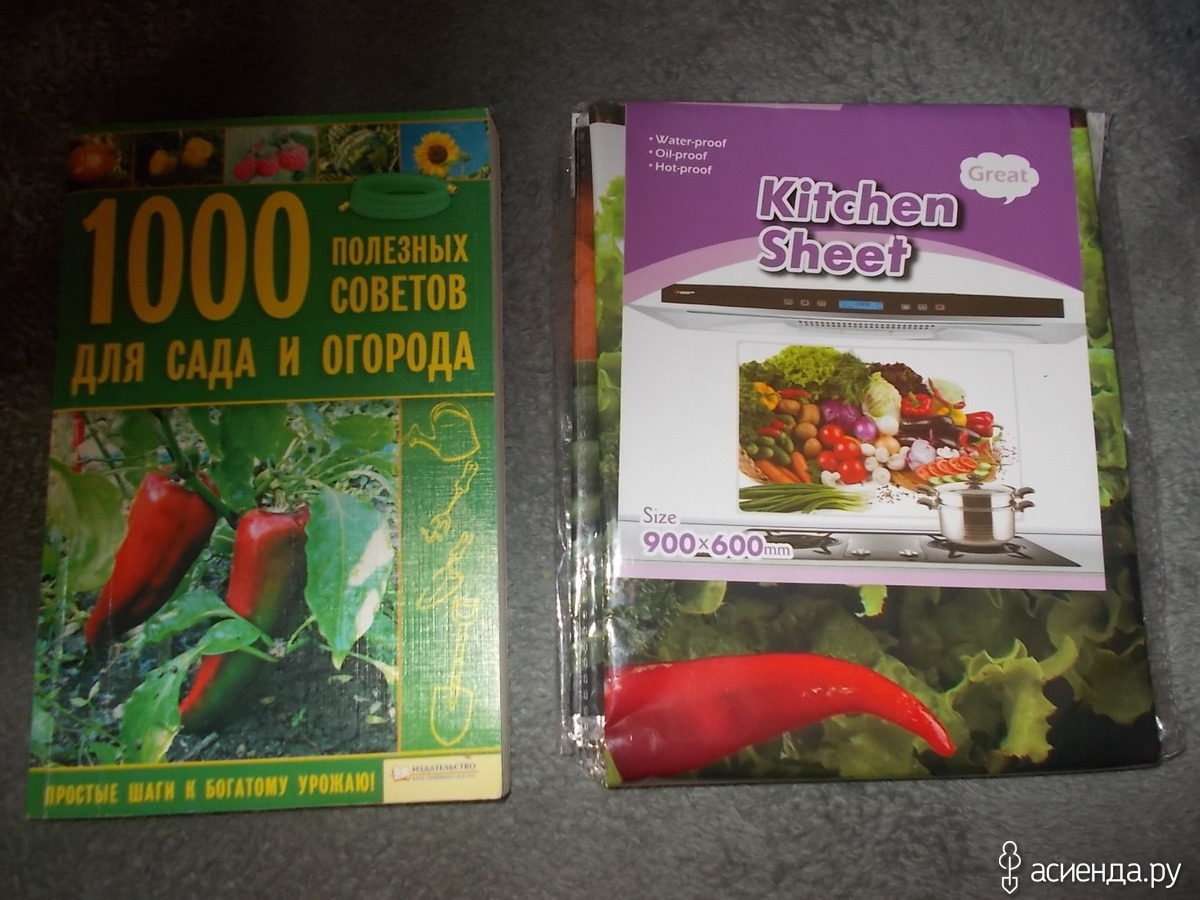 1000
ПОЛЕЗНЫХ
СОВЕТОВ
ДЛЯ САДА И ОГОРОДА
ПРОСТЫЕ ШАГИ К БОГАТОМУ УРОЖАЮ!
ИЗДАТЕЛЬСТВО
• Water-proof
• Oil-proof
• Hot-proof
Great
Kitchen
Sheet
Size
900×600mm
асиенда.ру